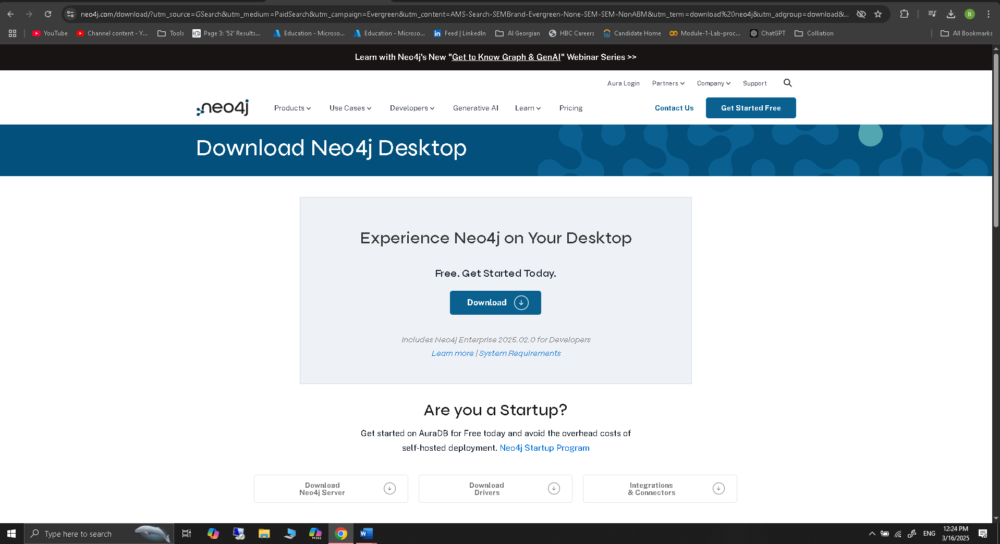 neo4j.com/download/?utm_source=GSearch&utm_medium=PaidSearch&utm_campaign=Evergreen&utm_content=AMS-Search-SEMBrand-Evergreen-None-SEM-SEM-NonABM&utm_term=download%20neo4j&utm_adgroup=download&...
B
YouTube Channel content - Y... Tools Page 3: '52' Results... Education - Microso... Education - Microso... Feed | LinkedIn AI Georgian HBC Careers Candidate Home Module-1-Lab-proc... ChatGPT Colliation All Bookmarks
Learn with Neo4j's New "Get to Know Graph & GenAI" Webinar Series >>
Aura Login Partners Company Support
neo4j Products Use Cases Developers Generative AI Learn Pricing Contact Us Get Started Free
Download Neo4j Desktop
Experience Neo4j on Your Desktop
Free. Get Started Today.
Download
Includes Neo4j Enterprise 2025.02.0 for Developers
Learn more | System Requirements
Are you a Startup?
Get started on AuraDB for Free today and avoid the overhead costs of
self-hosted deployment. Neo4j Startup Program
Download
Neo4j Server
Download
Drivers
Integrations
& Connectors
Type here to search
M365
W
ENG
12:24 PM
3/16/2025